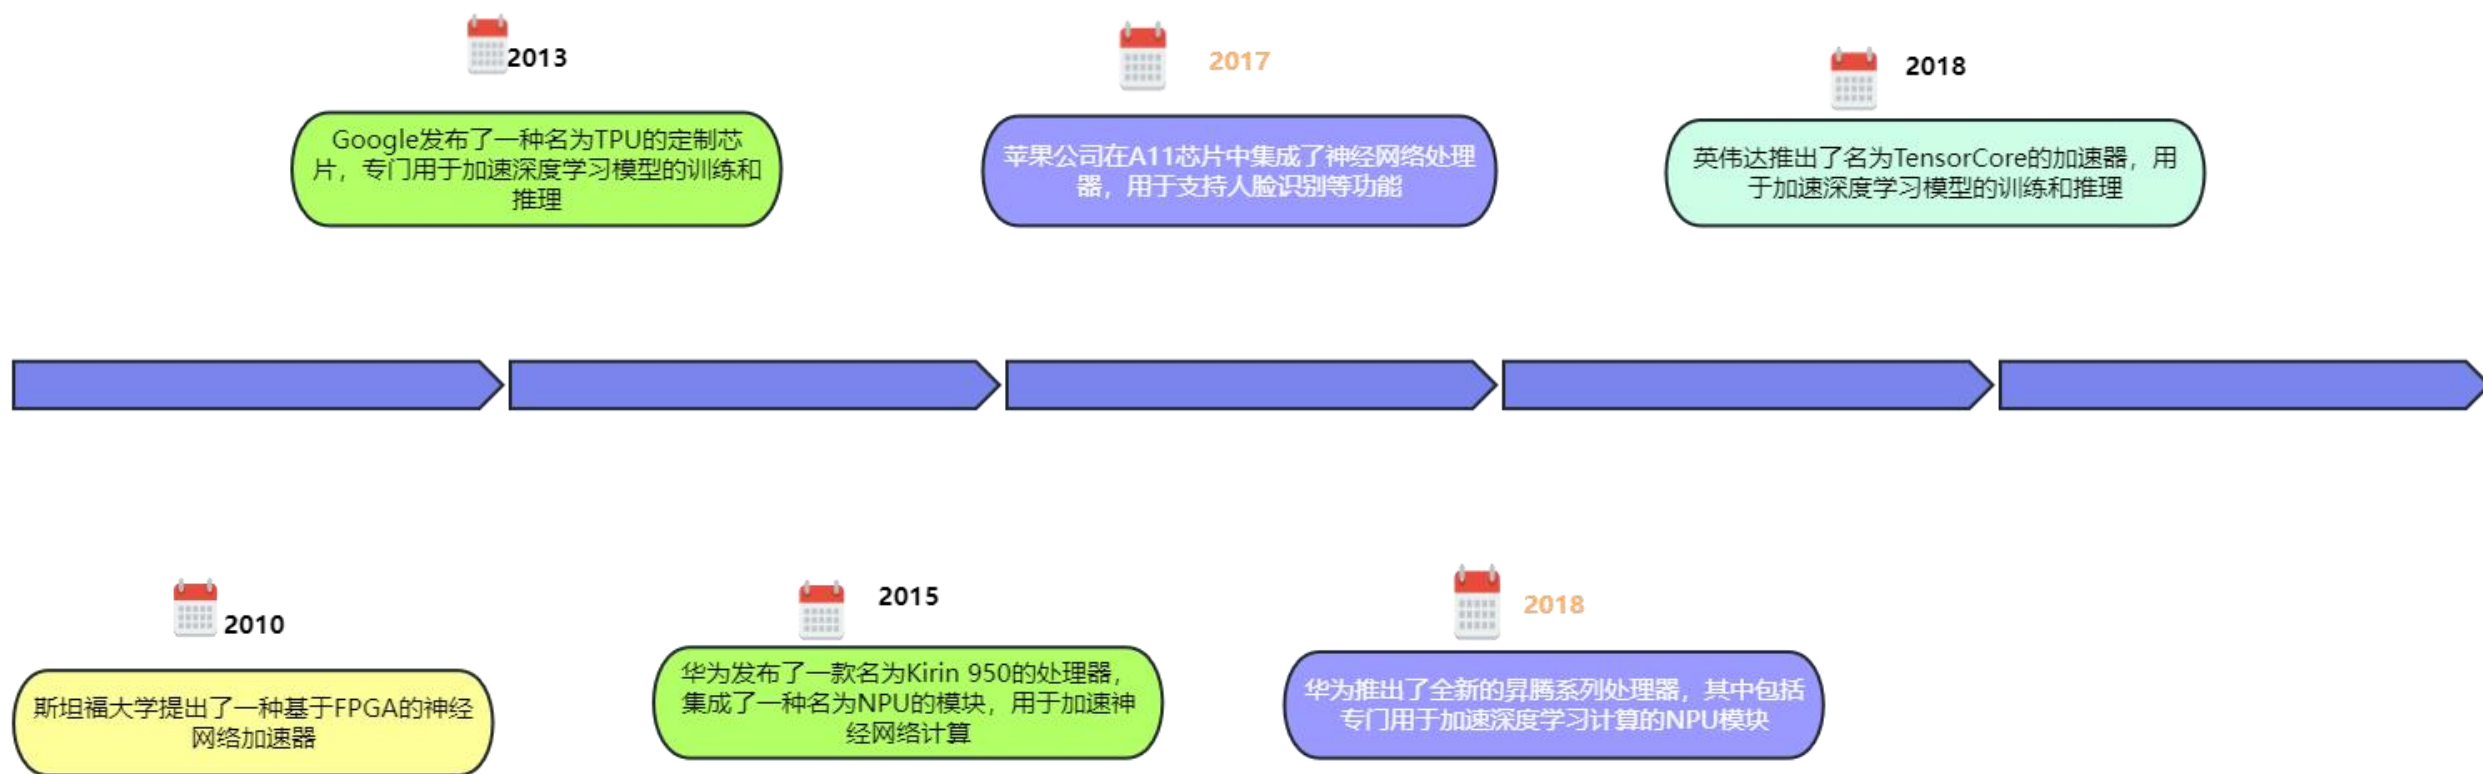 2013
Google发布了一种名为TPU的定制芯
片，专门用于加速深度学习模型的训练和
推理
2017
苹果公司在A11芯片中集成了神经网络处理
器，用于支持人脸识别等功能
2018
英伟达推出了名为TensorCore的加速器，用
于加速深度学习模型的训练和推理
2010
斯坦福大学提出了一种基于FPGA的神经
网络加速器
2015
华为发布了一款名为Kirin 950的处理器，
集成了一种名为NPU的模块，用于加速神
经网络计算
2018
华为推出了全新的昇腾系列处理器，其中包括
专门用于加速深度学习计算的NPU模块